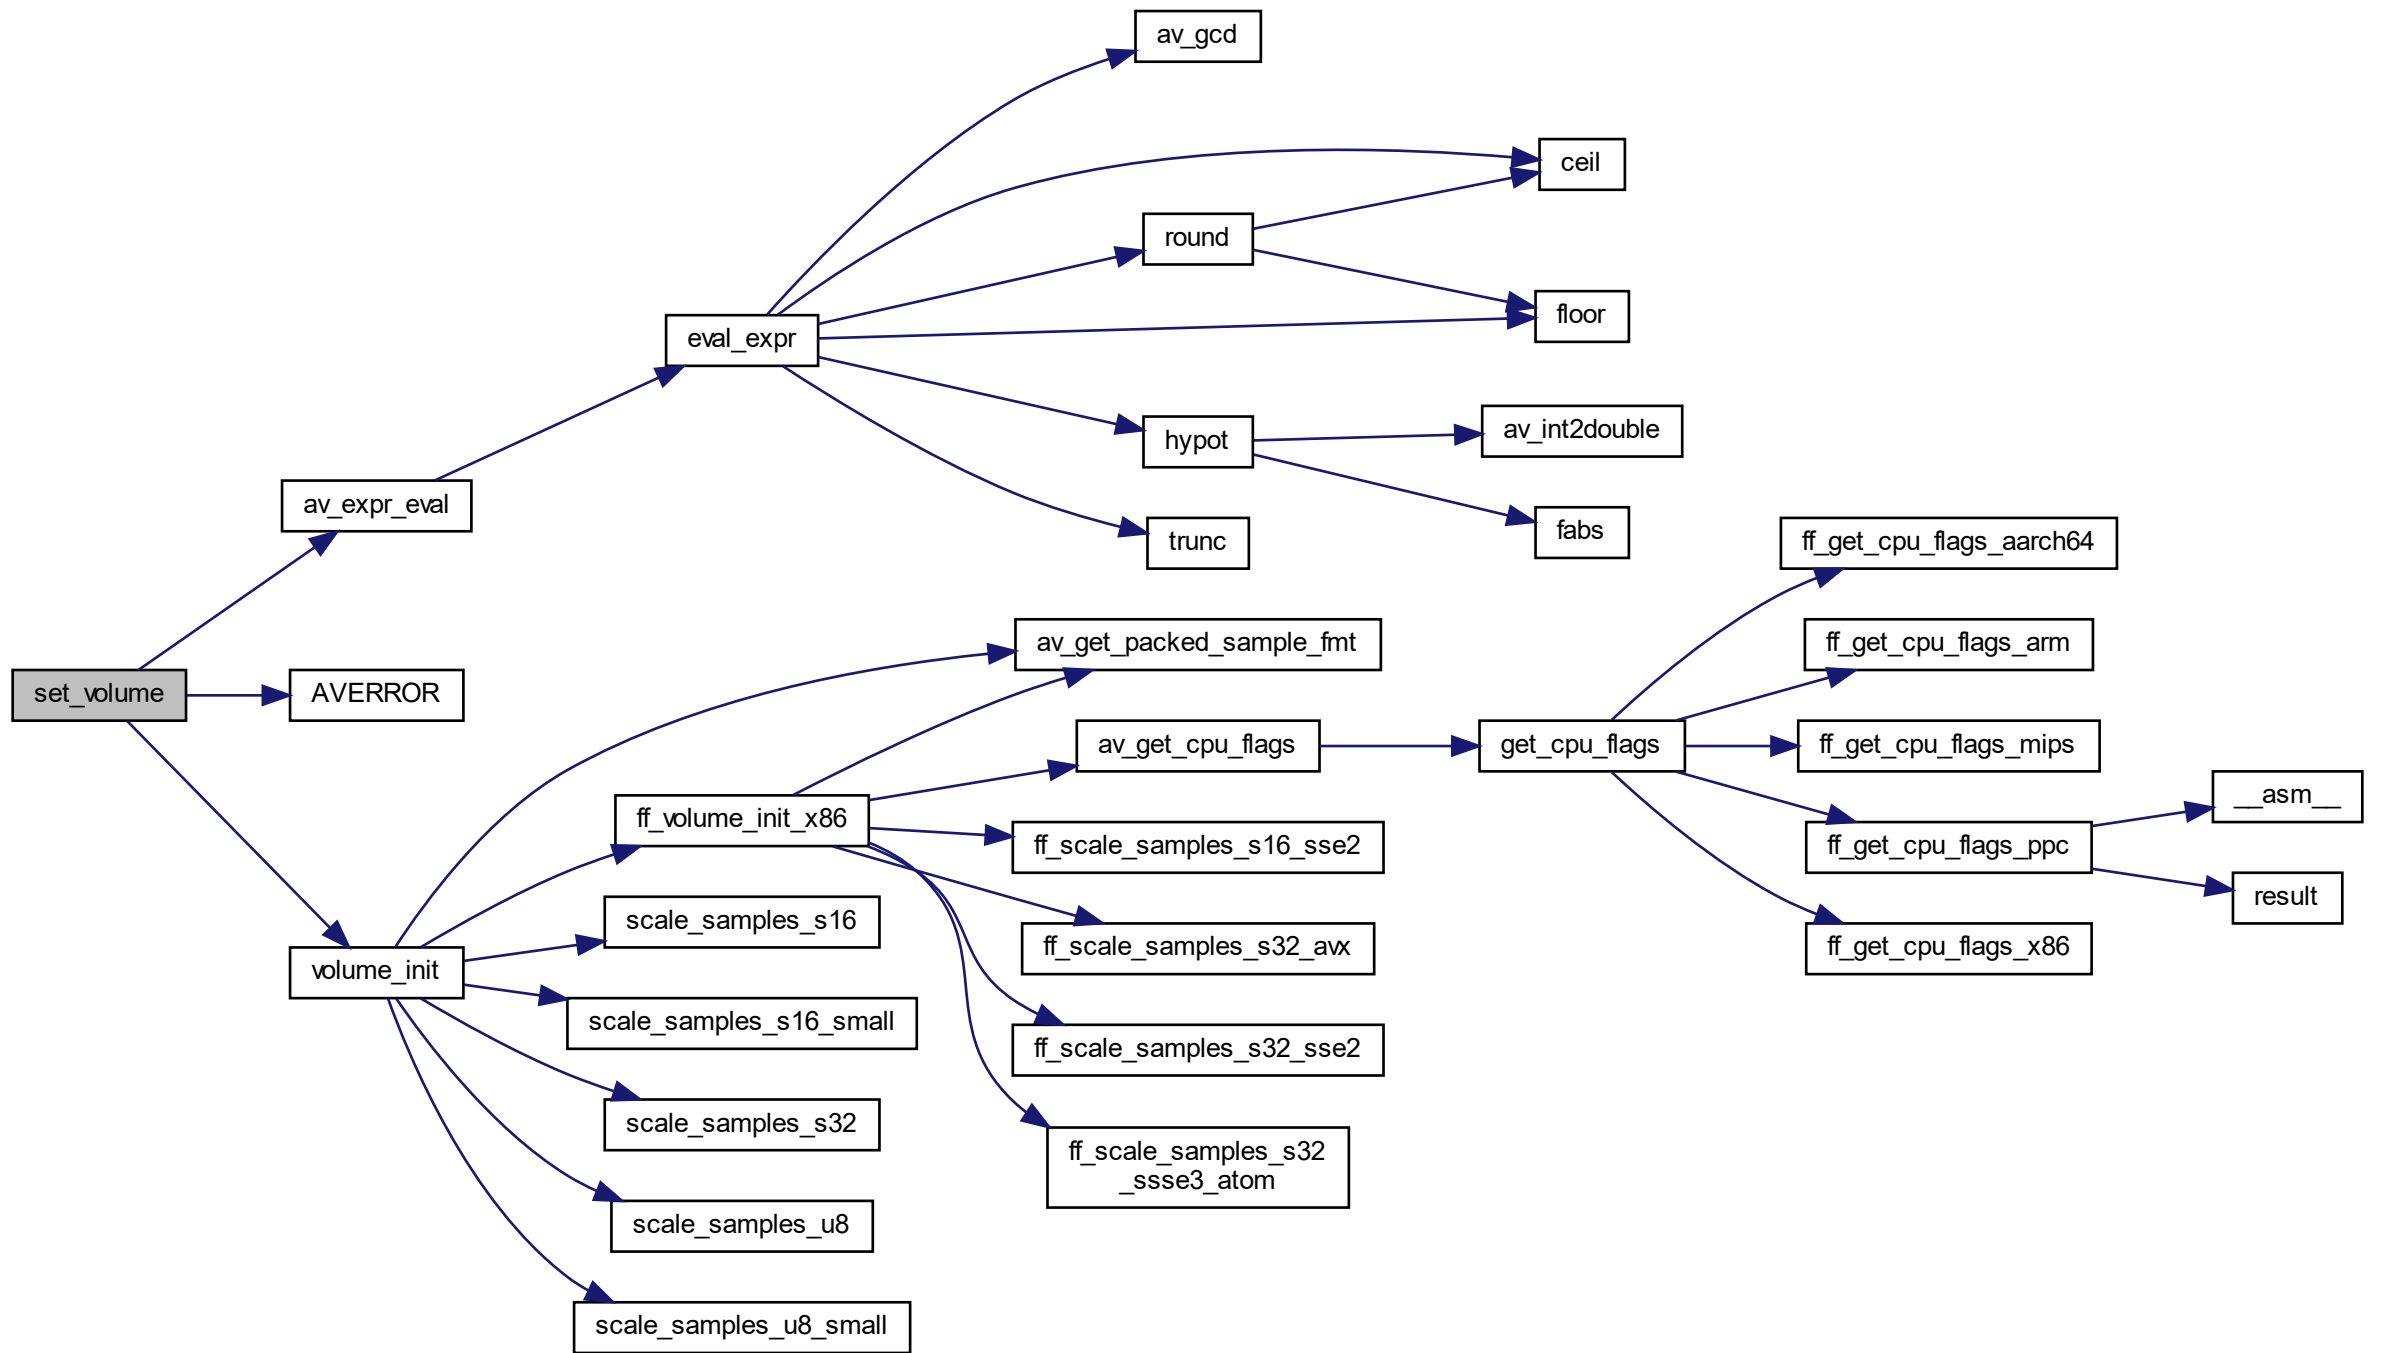 av_gcd
ceil
round
floor
eval_expr
hypot
av_int2double
av_expr_eval
fabs
trunc
ff_get_cpu_flags_aarch64
av_get_packed_sample_fmt
ff_get_cpu_flags_arm
set_volume
AVERROR
av_get_cpu_flags
get_cpu_flags
ff_get_cpu_flags_mips
__asm__
ff_volume_init_x86
ff_scale_samples_s16_sse2
ff_get_cpu_flags_ppc
result
scale_samples_s16
ff_scale_samples_s32_avx
ff_get_cpu_flags_x86
volume_init
scale_samples_s16_small
ff_scale_samples_s32_sse2
scale_samples_s32
ff_scale_samples_s32
_ssse3_atom
scale_samples_u8
scale_samples_u8_small